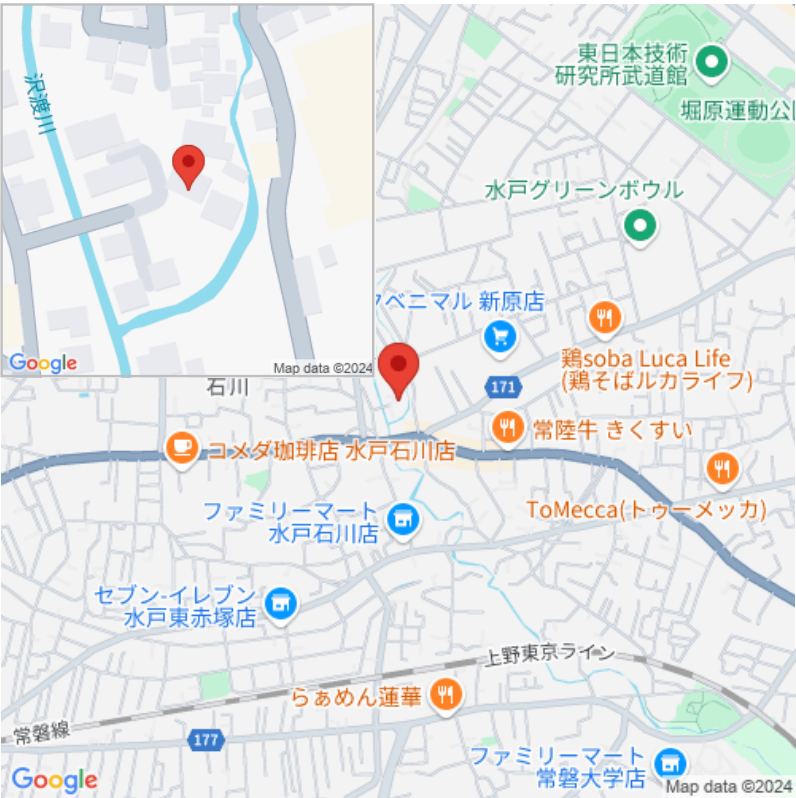 沢渡川
Google
Map data ©2024
東日本技術
研究所武道館
堀原運動公
水戸グリーンボウル
ベニマル 新原店
鶏soba Luca Life
(鶏そばルカライフ)
171
石川
常陸牛 きくすい
コメダ珈琲店 水戸石川店
ToMecca(トゥーメッカ)
ファミリーマート
水戸石川店
セブン-イレブン
水戸東赤塚店
上野東京ライン
らぁめん蓮華
常磐線
177
ファミリーマート
常磐大学店
Google
Map data ©2024